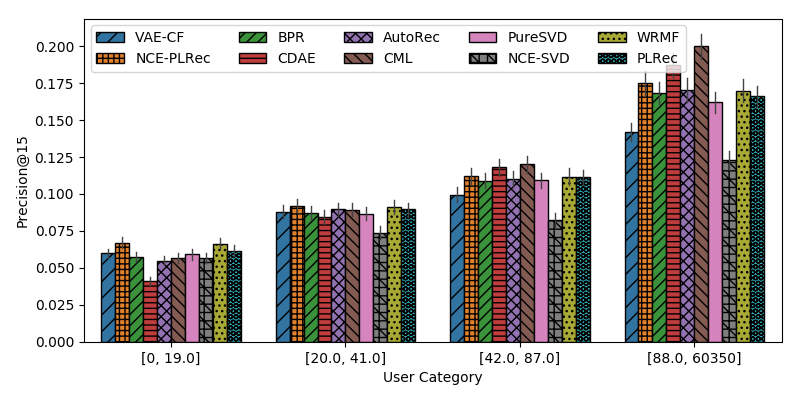 VAE-CF BPR AutoRec PureSVD WRMF
NCE-PLRec CDAE CML NCE-SVD PLRec
Precision@15
0.200
0.175
0.150
0.125
0.100
0.075
0.050
0.025
0.000
[0, 19.0] [20.0, 41.0] [42.0, 87.0] [88.0, 60350]
User Category